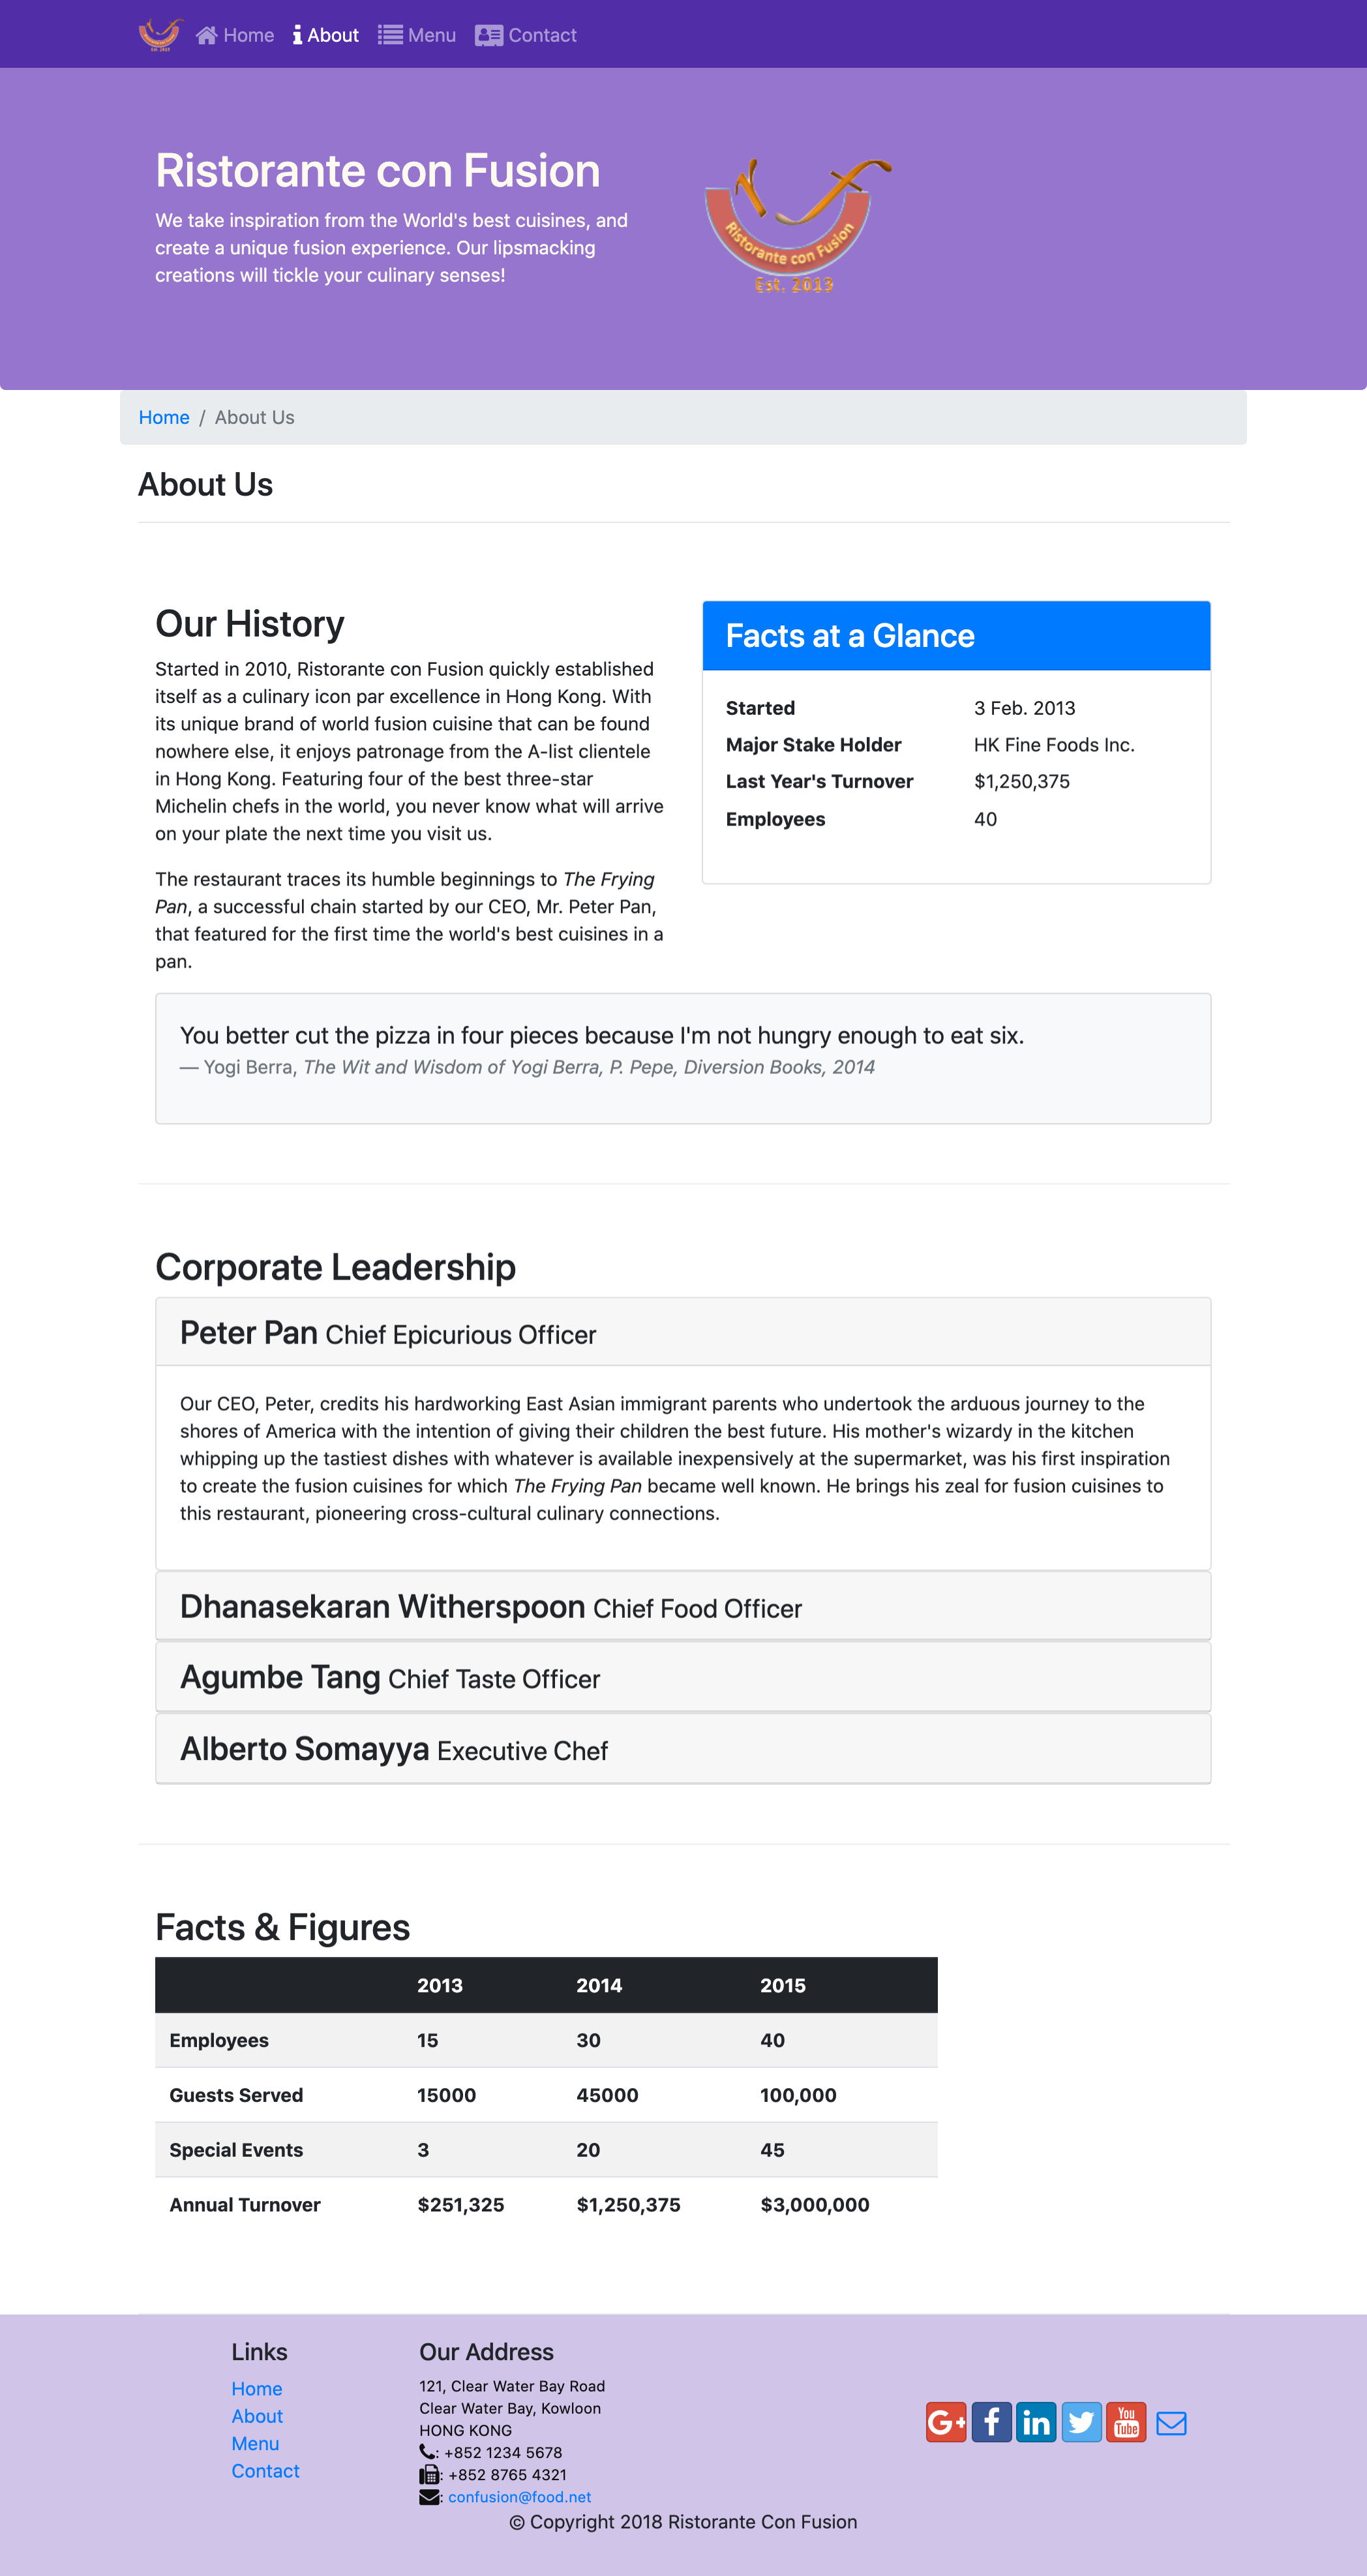 Home About Menu Contact
Ristorante con Fusion
We take inspiration from the World's best cuisines, and
create a unique fusion experience. Our lipsmacking
creations will tickle your culinary senses!
Ristorante con Fusion
Est. 2013
Home / About Us
About Us
Our History
Started in 2010, Ristorante con Fusion quickly established
itself as a culinary icon par excellence in Hong Kong. With
its unique brand of world fusion cuisine that can be found
nowhere else, it enjoys patronage from the A-list clientele
in Hong Kong. Featuring four of the best three-star
Michelin chefs in the world, you never know what will arrive
on your plate the next time you visit us.
The restaurant traces its humble beginnings to The Frying
Pan, a successful chain started by our CEO, Mr. Peter Pan,
that featured for the first time the world's best cuisines in a
pan.
Facts at a Glance
Started 3 Feb. 2013
Major Stake Holder HK Fine Foods Inc.
Last Year's Turnover $1,250,375
Employees 40
You better cut the pizza in four pieces because I'm not hungry enough to eat six.
— Yogi Berra, The Wit and Wisdom of Yogi Berra, P. Pepe, Diversion Books, 2014
Corporate Leadership
Peter Pan Chief Epicurious Officer
Our CEO, Peter, credits his hardworking East Asian immigrant parents who undertook the arduous journey to the
shores of America with the intention of giving their children the best future. His mother's wizardy in the kitchen
whipping up the tastiest dishes with whatever is available inexpensively at the supermarket, was his first inspiration
to create the fusion cuisines for which The Frying Pan became well known. He brings his zeal for fusion cuisines to
this restaurant, pioneering cross-cultural culinary connections.
Dhanasekaran Witherspoon Chief Food Officer
Agumbe Tang Chief Taste Officer
Alberto Somayya Executive Chef
Facts & Figures
2013 2014 2015
Employees 15 30 40
Guests Served 15000 45000 100,000
Special Events 3 20 45
Annual Turnover $251,325 $1,250,375 $3,000,000
Links
Home
About
Menu
Contact
Our Address
121, Clear Water Bay Road
Clear Water Bay, Kowloon
HONG KONG
: +852 1234 5678
: +852 8765 4321
: confusion@food.net
G+ f in You Tube
© Copyright 2018 Ristorante Con Fusion